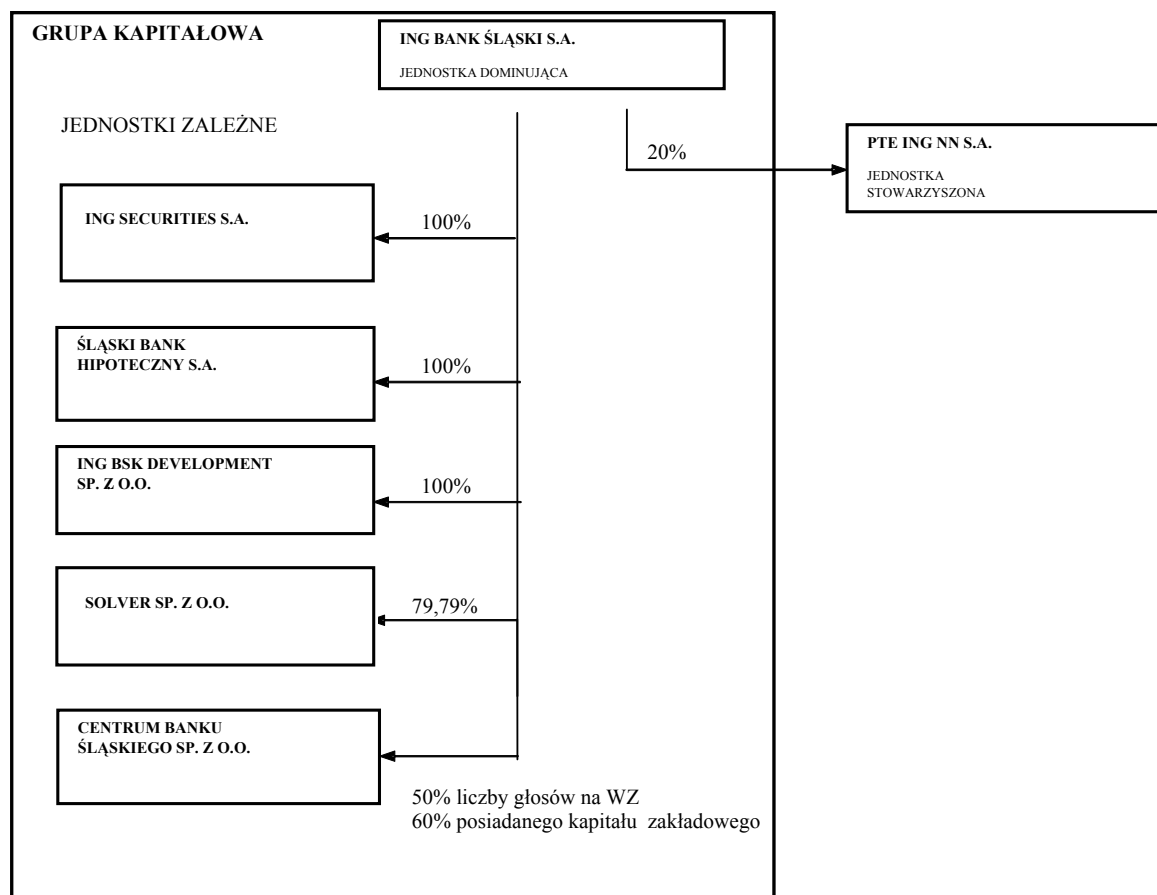 GRUPA KAPITAŁOWA
ING BANK ŚLĄSKI S.A.
JEDNOSTKA DOMINUJĄCA
JEDNOSTKI ZALEŻNE
20%
PTE ING NN S.A.
JEDNOSTKA
STOWARZYSZONA
ING SECURITIES S.A.
100%
ŚLĄSKI BANK
HIPOTECZNY S.A.
100%
ING BSK DEVELOPMENT
SP. Z O.O.
100%
SOLVER SP. Z O.O.
79,79%
CENTRUM BANKU
ŚLĄSKIEGO SP. Z O.O.
50% liczby głosów na WZ
60% posiadanego kapitału zakładowego